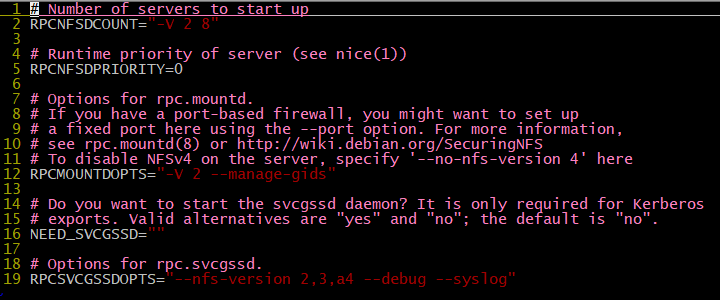 1 # Number of servers to start up
2 RPCNFSDCOUNT="-V 2 8"
3
4 # Runtime priority of server (see nice(1))
5 RPCNFSDPRIORITY=0
6
7 # Options for rpc.mountd.
8 # If you have a port-based firewall, you might want to set up
9 # a fixed port here using the --port option. For more information,
10 # see rpc.mountd(8) or http://wiki.debian.org/SecuringNFS
11 # To disable NFSv4 on the server, specify '--no-nfs-version 4' here
12 RPCMOUNTDOPTS="-V 2 --manage-gids"
13
14 # Do you want to start the svcgssd daemon? It is only required for Kerberos
15 # exports. Valid alternatives are "yes" and "no"; the default is "no".
16 NEED_SVCGSSD=""
17
18 # Options for rpc.svcgssd.
19 RPCSVCGSSDOPTS="--nfs-version 2,3,a4 --debug --syslog"